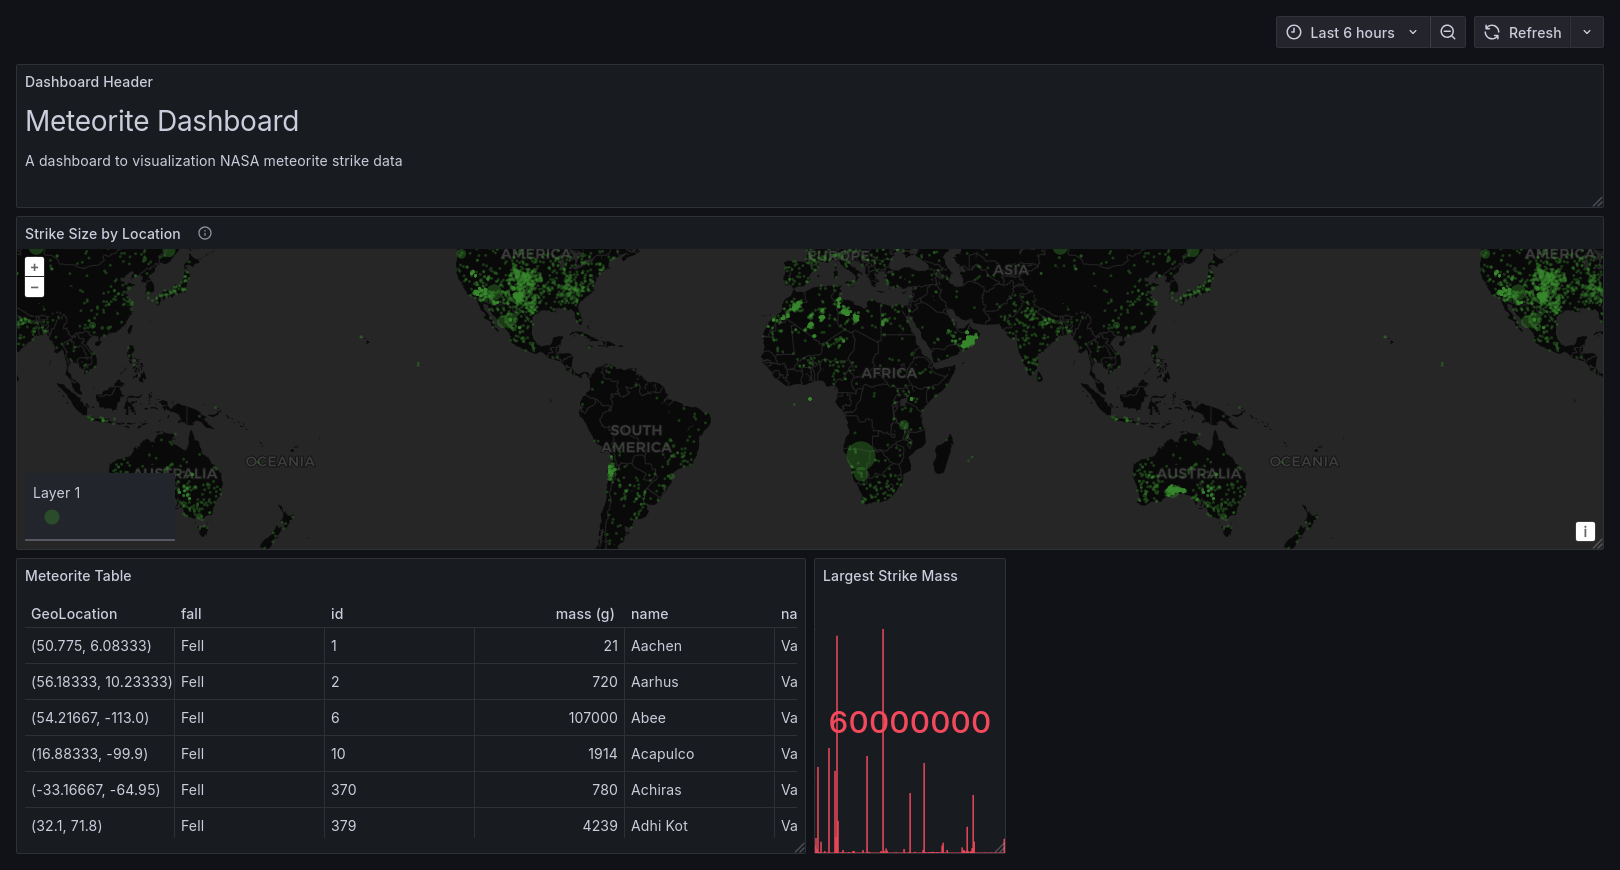 Last 6 hours
Refresh
Dashboard Header
Meteorite Dashboard
A dashboard to visualization NASA meteorite strike data
Strike Size by Location
+
−
AMERICA
EUROPE
ASIA
AMERICA
AFRICA
SOUTH
AMERICA
OCEANIA
OCEANIA
AUSTRALIA
AUSTRALIA
Layer 1
i
Meteorite Table
GeoLocation fall id mass (g) name na
(50.775, 6.08333) Fell 1 21 Aachen Va
(56.18333, 10.23333) Fell 2 720 Aarhus Va
(54.21667, -113.0) Fell 6 107000 Abee Va
(16.88333, -99.9) Fell 10 1914 Acapulco Va
(-33.16667, -64.95) Fell 370 780 Achiras Va
(32.1, 71.8) Fell 379 4239 Adhi Kot Va
Largest Strike Mass
60000000